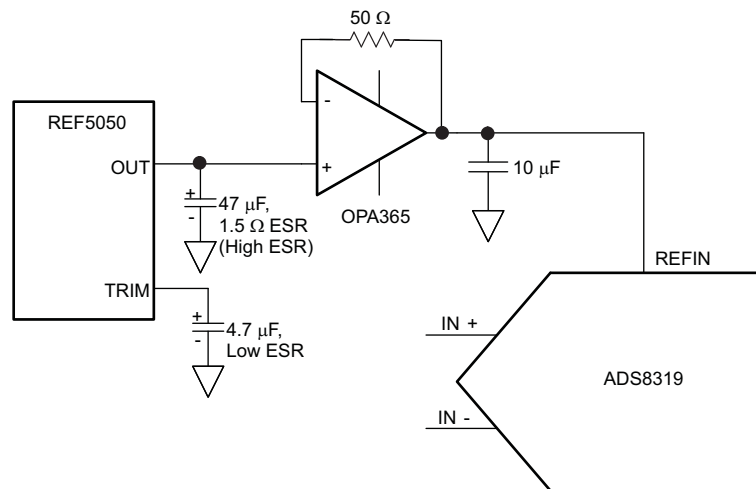 50 Ω
REF5050
OUT
-
+
+
-
47 μF,
1.5 Ω ESR
(High ESR)
OPA365
10 μF
TRIM
+
-
4.7 μF,
Low ESR
REFIN
IN +
ADS8319
IN -